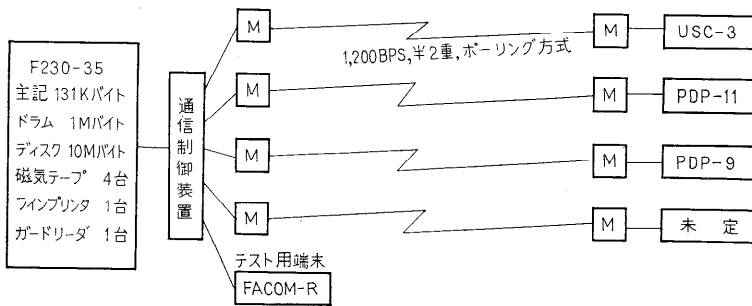 F230-35
主記 131Kバイト
ドラム 1Mバイト
ディスク 10Mバイト
磁気テープ 4台
ラインプリンタ 1台
ガードリーダ 1台
通信制御装置
M
1,200BPS,半2重,ポーリング方式
M
USC-3
M
M
PDP-11
M
M
PDP-9
M
M
未定
テスト用端末
FACOM-R